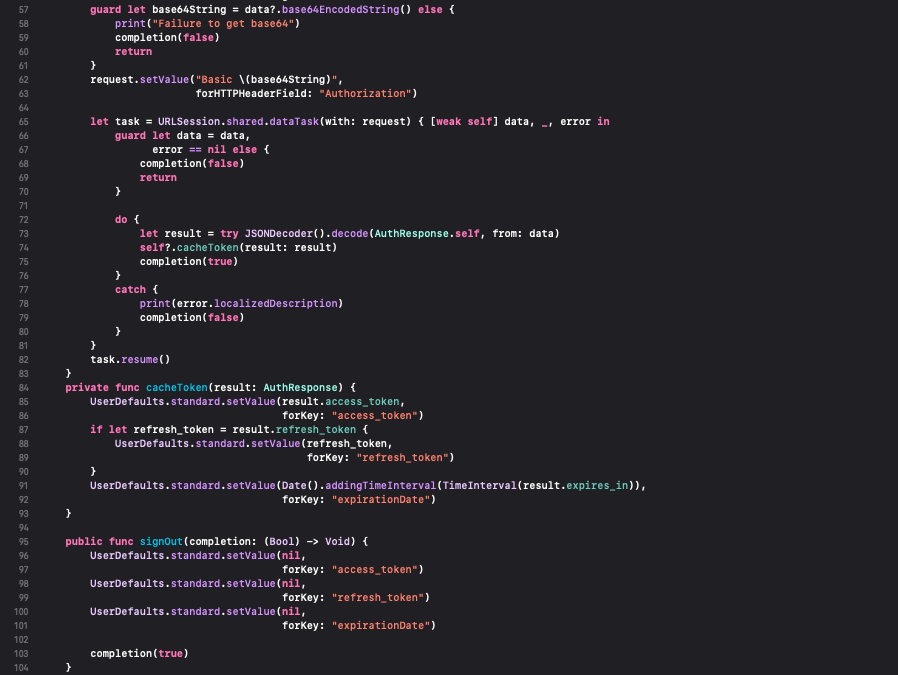 57 guard let base64String = data?.base64EncodedString() else {
58 print("Failure to get base64")
59 completion(false)
60 return
61 }
62 request.setValue("Basic \(base64String)",
63 forHTTPHeaderField: "Authorization")
64
65 let task = URLSession.shared.dataTask(with: request) { [weak self] data, _, error in
66 guard let data = data,
67 error == nil else {
68 completion(false)
69 return
70 }
71
72 do {
73 let result = try JSONDecoder().decode(AuthResponse.self, from: data)
74 self?.cacheToken(result: result)
75 completion(true)
76 }
77 catch {
78 print(error.localizedDescription)
79 completion(false)
80 }
81 }
82 task.resume()
83 }
84 private func cacheToken(result: AuthResponse) {
85 UserDefaults.standard.setValue(result.access_token,
86 forKey: "access_token")
87 if let refresh_token = result.refresh_token {
88 UserDefaults.standard.setValue(refresh_token,
89 forKey: "refresh_token")
90 }
91 UserDefaults.standard.setValue(Date().addingTimeInterval(TimeInterval(result.expires_in)),
92 forKey: "expirationDate")
93 }
94
95 public func signOut(completion: (Bool) -> Void) {
96 UserDefaults.standard.setValue(nil,
97 forKey: "access_token")
98 UserDefaults.standard.setValue(nil,
99 forKey: "refresh_token")
100 UserDefaults.standard.setValue(nil,
101 forKey: "expirationDate")
102
103 completion(true)
104 }